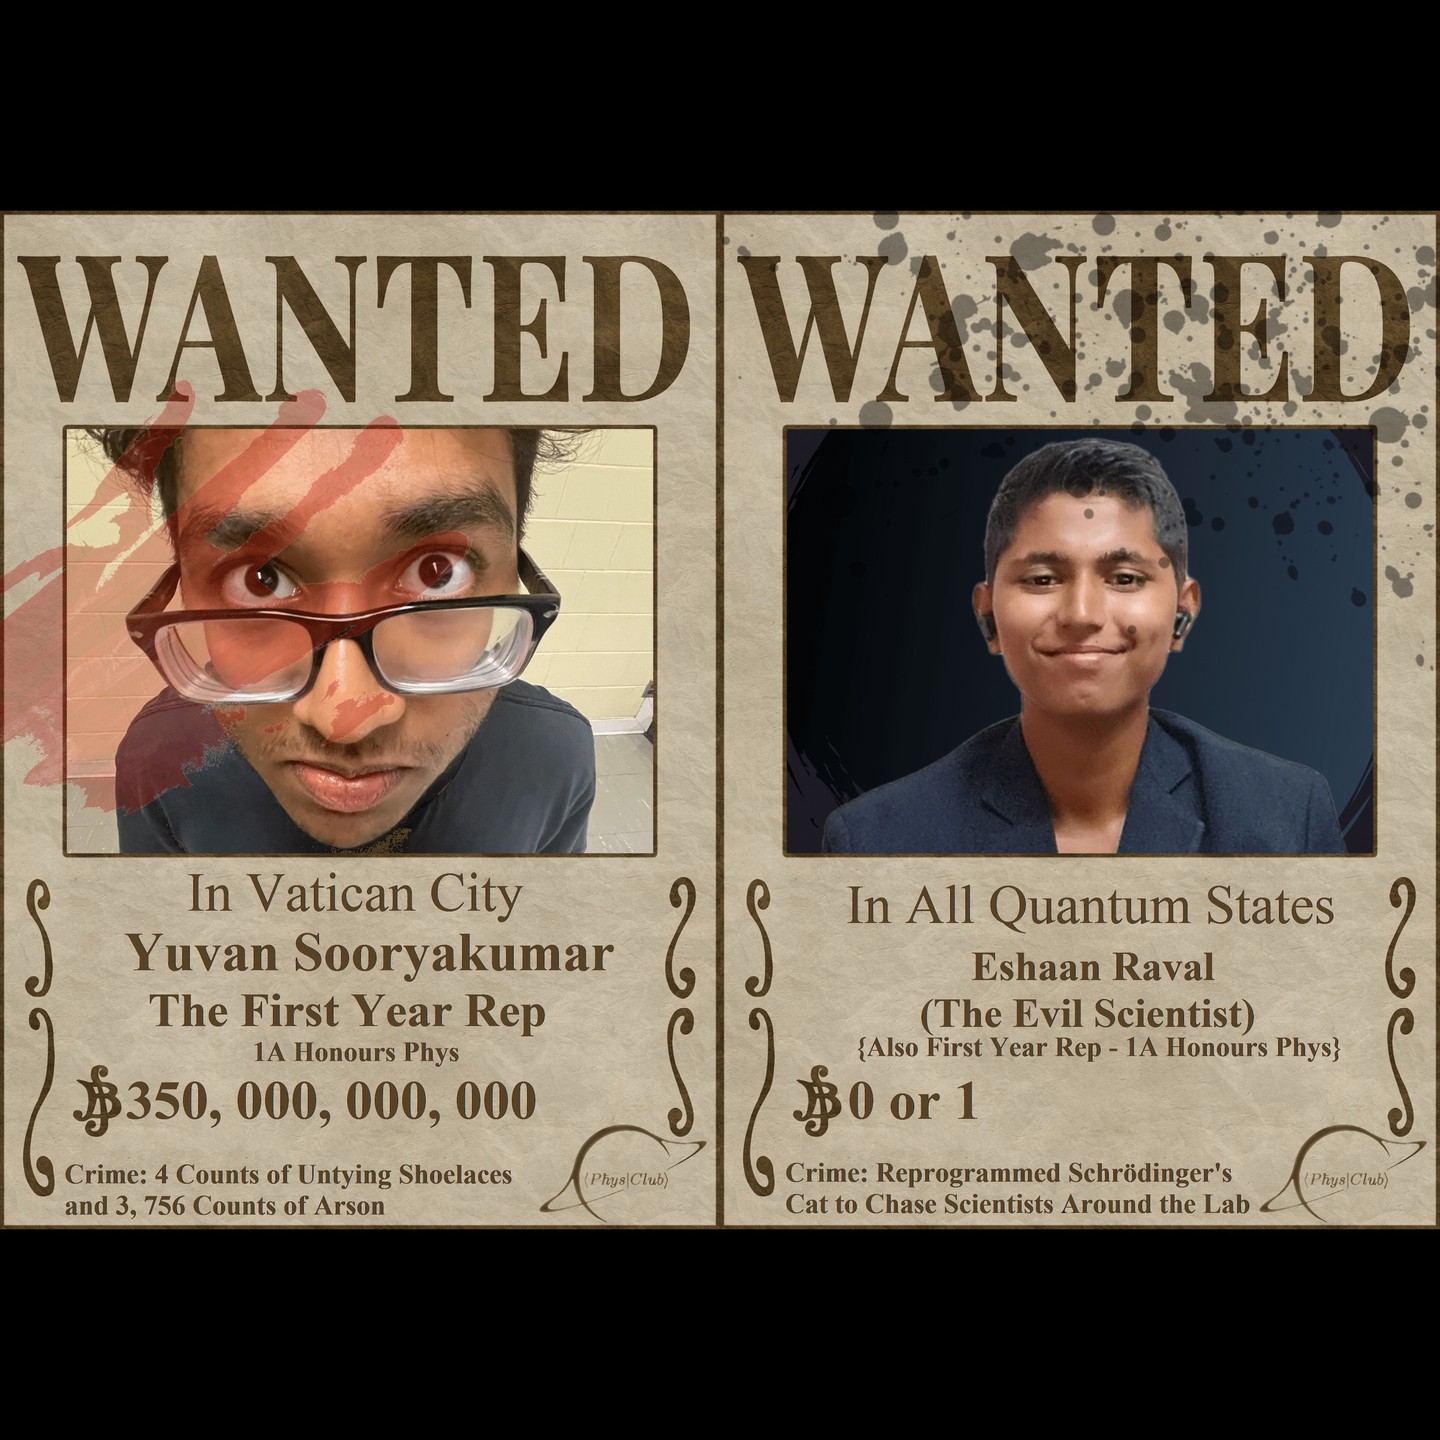 WANTED
In Vatican City
Yuvan Sooryakumar
The First Year Rep
1A Honours Phys
฿350, 000, 000, 000
Crime: 4 Counts of Untying Shoelaces
and 3, 756 Counts of Arson
⟨Phys|Club⟩
WANTED
In All Quantum States
Eshaan Raval
(The Evil Scientist)
{Also First Year Rep - 1A Honours Phys}
฿0 or 1
Crime: Reprogrammed Schrödinger's
Cat to Chase Scientists Around the Lab
⟨Phys|Club⟩